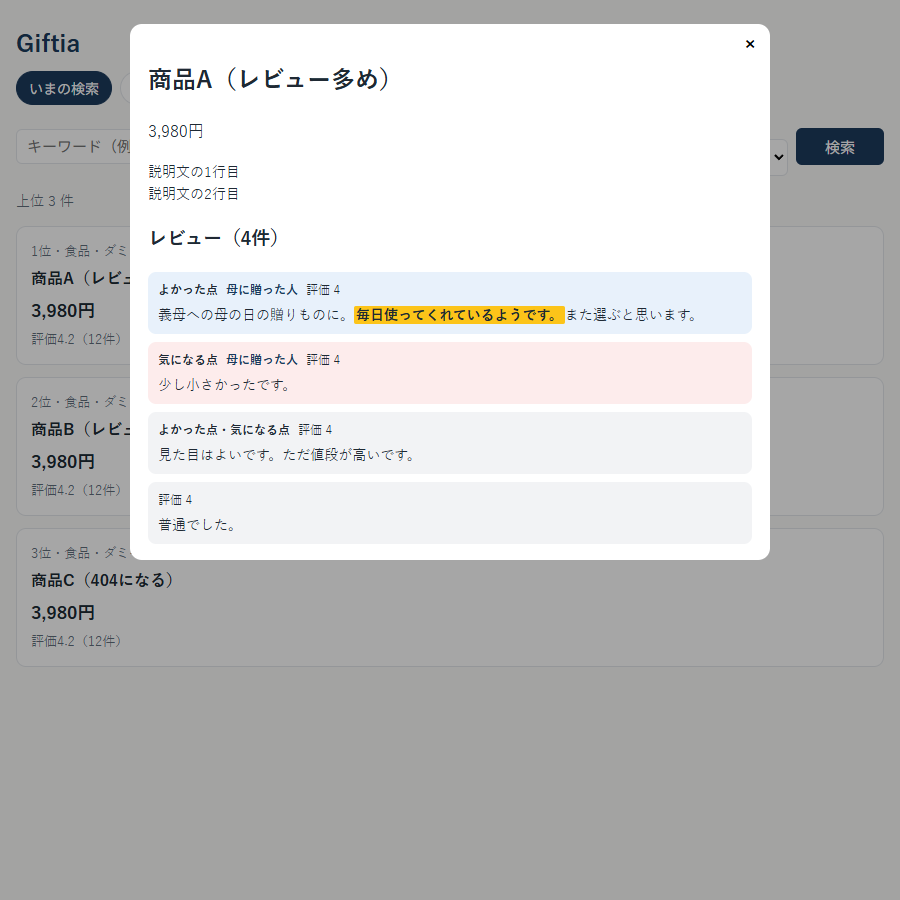 Giftia
いまの検索
キーワード（例
検索
上位 3 件
1位・食品・ダミ
商品A（レビュ
3,980円
評価4.2（12件）
2位・食品・ダミ
商品B（レビュ
3,980円
評価4.2（12件）
3位・食品・ダミ
商品C（404になる）
3,980円
評価4.2（12件）
×
商品A（レビュー多め）
3,980円
説明文の1行目
説明文の2行目
レビュー（4件）
よかった点 母に贈った人 評価 4
義母への母の日の贈りものに。毎日使ってくれているようです。また選ぶと思います。
気になる点 母に贈った人 評価 4
少し小さかったです。
よかった点・気になる点 評価 4
見た目はよいです。ただ値段が高いです。
評価 4
普通でした。